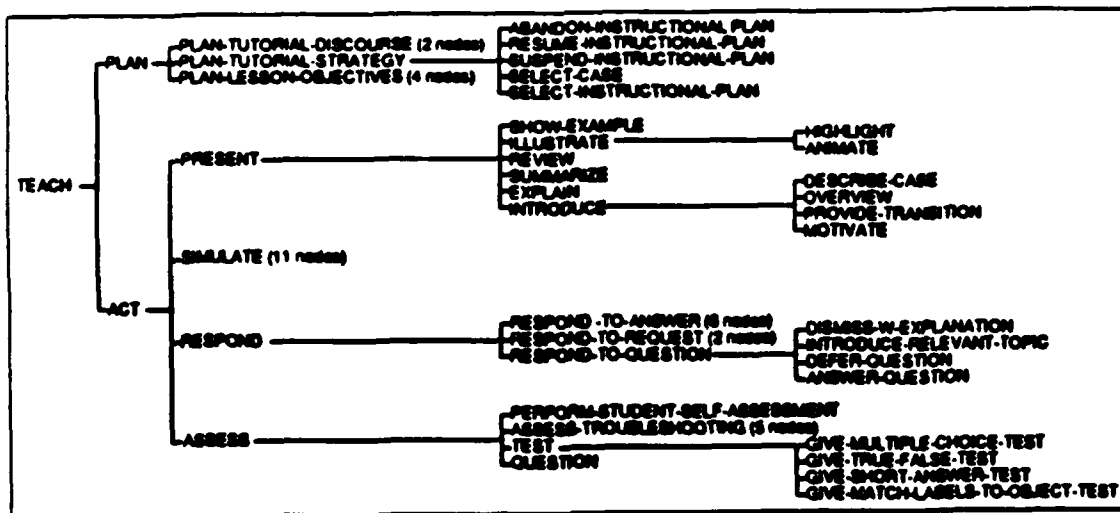 TEACH
PLAN
PLAN-TUTORIAL-DISCOURSE (2 nodes)
PLAN-TUTORIAL-STRATEGY
PLAN-LESSON-OBJECTIVES (4 nodes)
ABANDON-INSTRUCTIONAL PLAN
RESUME-INSTRUCTIONAL-PLAN
SUSPEND-INSTRUCTIONAL-PLAN
SELECT-CASE
SELECT-INSTRUCTIONAL-PLAN
ACT
PRESENT
SHOW-EXAMPLE
ILLUSTRATE
REVIEW
SUMMARIZE
EXPLAIN
INTRODUCE
HIGHLIGHT
ANIMATE
DESCRIBE-CASE
OVERVIEW
PROVIDE-TRANSITION
MOTIVATE
SIMULATE (11 nodes)
RESPOND
RESPOND -TO-ANSWER (6 nodes)
RESPOND-TO-REQUEST (2 nodes)
RESPOND-TO-QUESTION
DISMISS-W-EXPLANATION
INTRODUCE-RELEVANT-TOPIC
DEFER-QUESTION
ANSWER-QUESTION
ASSESS
PERFORM-STUDENT-SELF-ASSESSMENT
ASSESS-TROUBLESHOOTING (5 nodes)
TEST
QUESTION
GIVE-MULTIPLE-CHOICE-TEST
GIVE-TRUE-FALSE-TEST
GIVE-SHORT-ANSWER-TEST
GIVE-MATCH-LABELS-TO-OBJECT-TEST